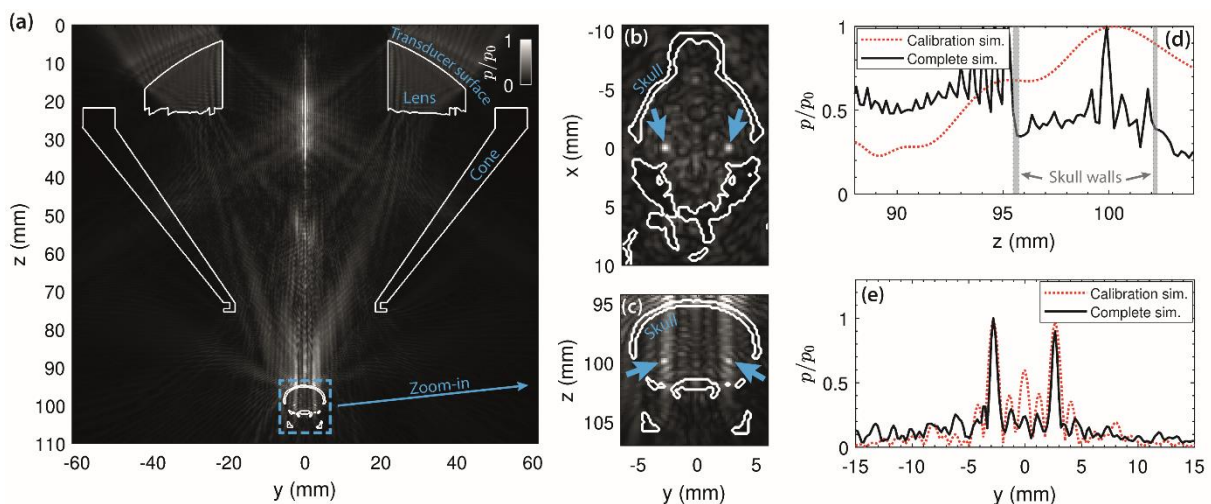 (a)
0
10
20
30
40
50
60
70
80
90
100
110
z (mm)
-60
-40
-20
0
20
40
60
y (mm)
Transducer surface
Lens
Cone
Zoom-in
1
0
p/p0
(b)
-10
-5
0
5
10
x (mm)
Skull
(c)
95
100
105
z (mm)
Skull
-5
0
5
y (mm)
(d)
1
0.5
0
p/p0
Calibration sim.
Complete sim.
Skull walls
90
95
100
z (mm)
(e)
1
0.5
0
p/p0
Calibration sim.
Complete sim.
-15
-10
-5
0
5
10
15
y (mm)